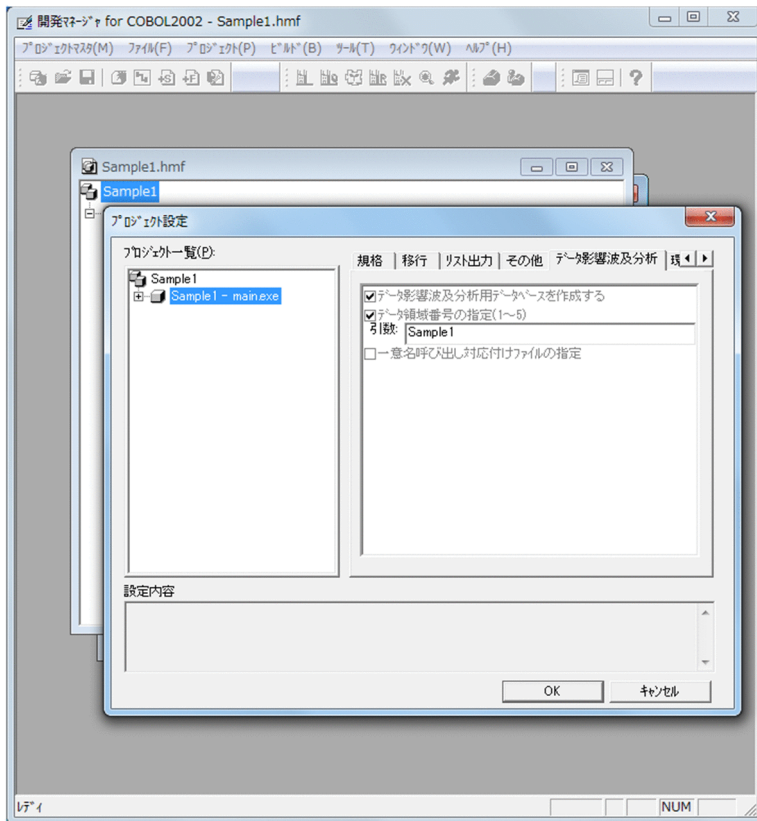 開発マネージャ for COBOL2002 - Sample1.hmf
プロジェクトマスタ(M) ファイル(F) プロジェクト(P) ビルド(B) ツール(T) ウィンドウ(W) ヘルプ(H)
Sample1.hmf
Sample1
プロジェクト設定
プロジェクト一覧(P):
Sample1
Sample1 - main.exe
規格 移行 リスト出力 その他 データ影響波及分析
データ影響波及分析用データベースを作成する
データ領域番号の指定(1~5)
引数: Sample1
一意名呼び出し対応付けファイルの指定
設定内容
OK キャンセル
レディ NUM